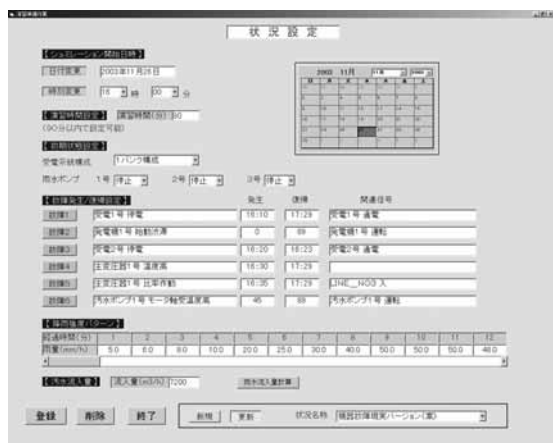 状況設定
【シュミレーション開始日時】
日付変更 2003年11月26日
時刻変更 16 時 00 分
2003 11月 11月 2003
【演習時間設定】 演習時間(分) 90
(90分以内で設定可能)
【初期状態設定】
受電系統構成 1バンク構成
雨水ポンプ 1号 停止 2号 停止 3号 停止
【故障発生/復帰設定】 発生 復帰 関連信号
故障1 受電1号 停電 16:10 17:29 受電1号 過電
故障2 発電機1号 始動渋滞 0 89 発電機1号 運転
故障3 受電2号 停電 16:20 16:23 受電2号 過電
故障4 主変圧器1号 温度高 16:30 17:29
故障5 主変圧器1号 比率作動 16:35 17:29 LINE__NO3 入
故障6 汚水ポンプ1号 モータ軸受温度高 45 89 汚水ポンプ1号 運転
【降雨強度パターン】
経過時間(分) 1 2 3 4 5 6 7 8 9 10 11 12
雨量(mm/h) 5.0 6.0 8.0 10.0 20.0 25.0 30.0 40.0 50.0 50.0 50.0 48.0
【汚水流入量】 流入量(m3/h) 7200 雨水流入量計算
登録 削除 終了 新規 更新 状況名称 機器故障現実バージョン(案)